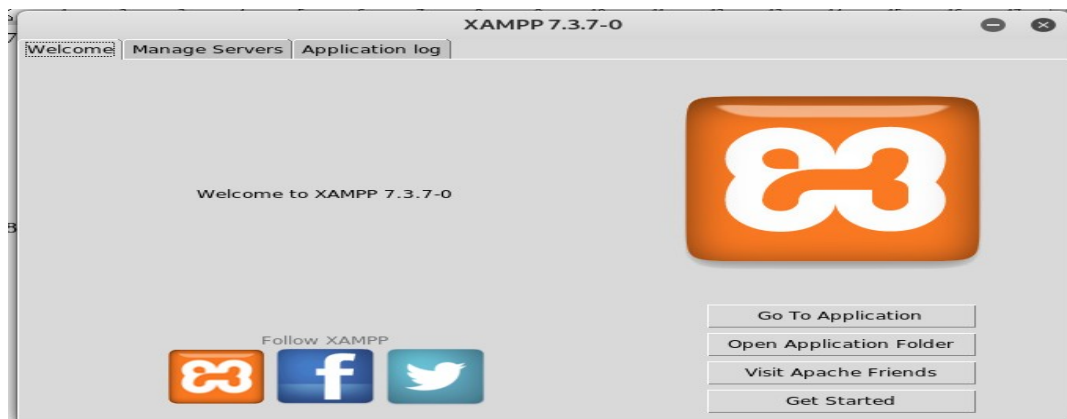 XAMPP 7.3.7-0
Welcome Manage Servers Application log
Welcome to XAMPP 7.3.7-0
Go To Application
Open Application Folder
Visit Apache Friends
Get Started
Follow XAMPP
f